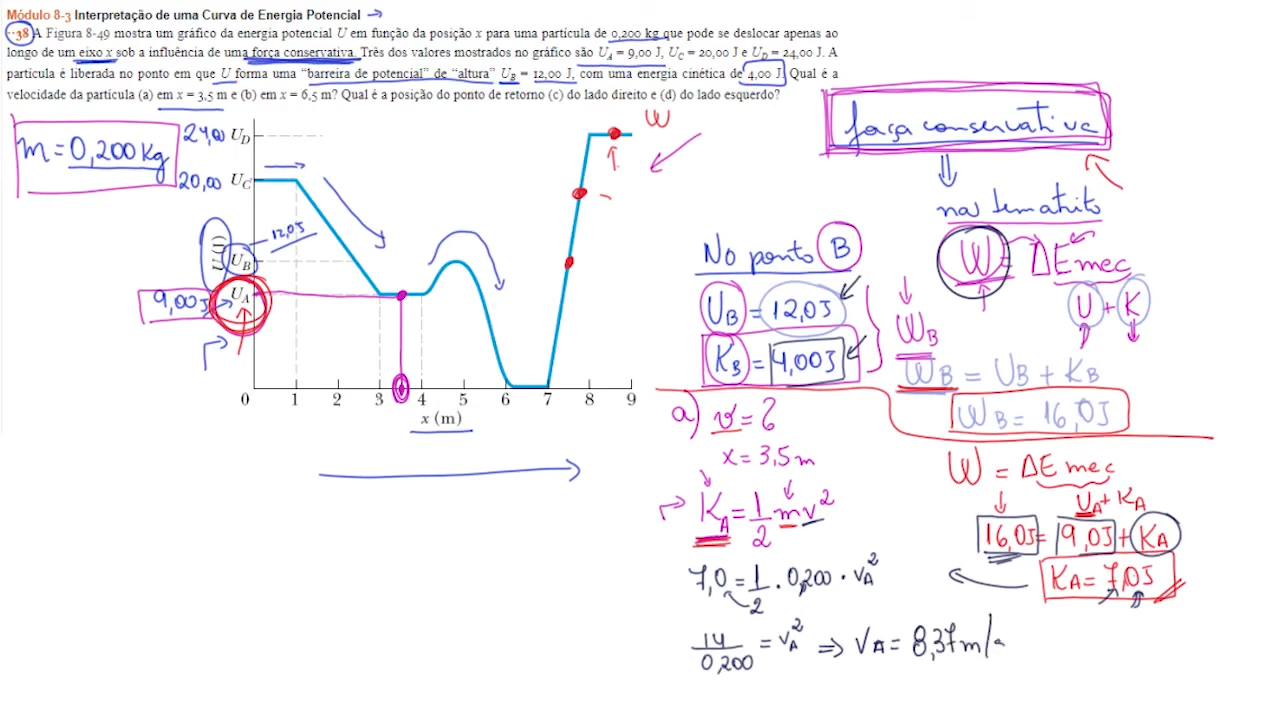 Módulo 8-3 Interpretação de uma Curva de Energia Potencial
··38 A Figura 8-49 mostra um gráfico da energia potencial U em função da posição x para uma partícula de 0,200 kg que pode se deslocar apenas ao
longo de um eixo x sob a influência de uma força conservativa. Três dos valores mostrados no gráfico são U_A = 9,00 J, U_C = 20,00 J e U_D = 24,00 J. A
partícula é liberada no ponto em que U forma uma “barreira de potencial” de “altura” U_B = 12,00 J, com uma energia cinética de 4,00 J. Qual é a
velocidade da partícula (a) em x = 3,5 m e (b) em x = 6,5 m? Qual é a posição do ponto de retorno (c) do lado direito e (d) do lado esquerdo?
m = 0,200 kg
24,00 U_D
20,00 U_C
12,0J
U_B
9,00J U_A
0 1 2 3 4 5 6 7 8 9
x (m)
W
força conservativa
W = ΔEmec
U + K
No ponto B
U_B = 12,0J
K_B = 4,00J
W_B
W_B = U_B + K_B
W_B = 16,0J
a) v = ?
x = 3,5m
K_A = 1/2 mv²
7,0 = 1/2 . 0,200 . v_A²
14/0,200 = v_A² ⇒ v_A = 8,37 m/s
W = ΔEmec
U_A + K_A
16,0J = 9,0J + K_A
K_A = 7,0J